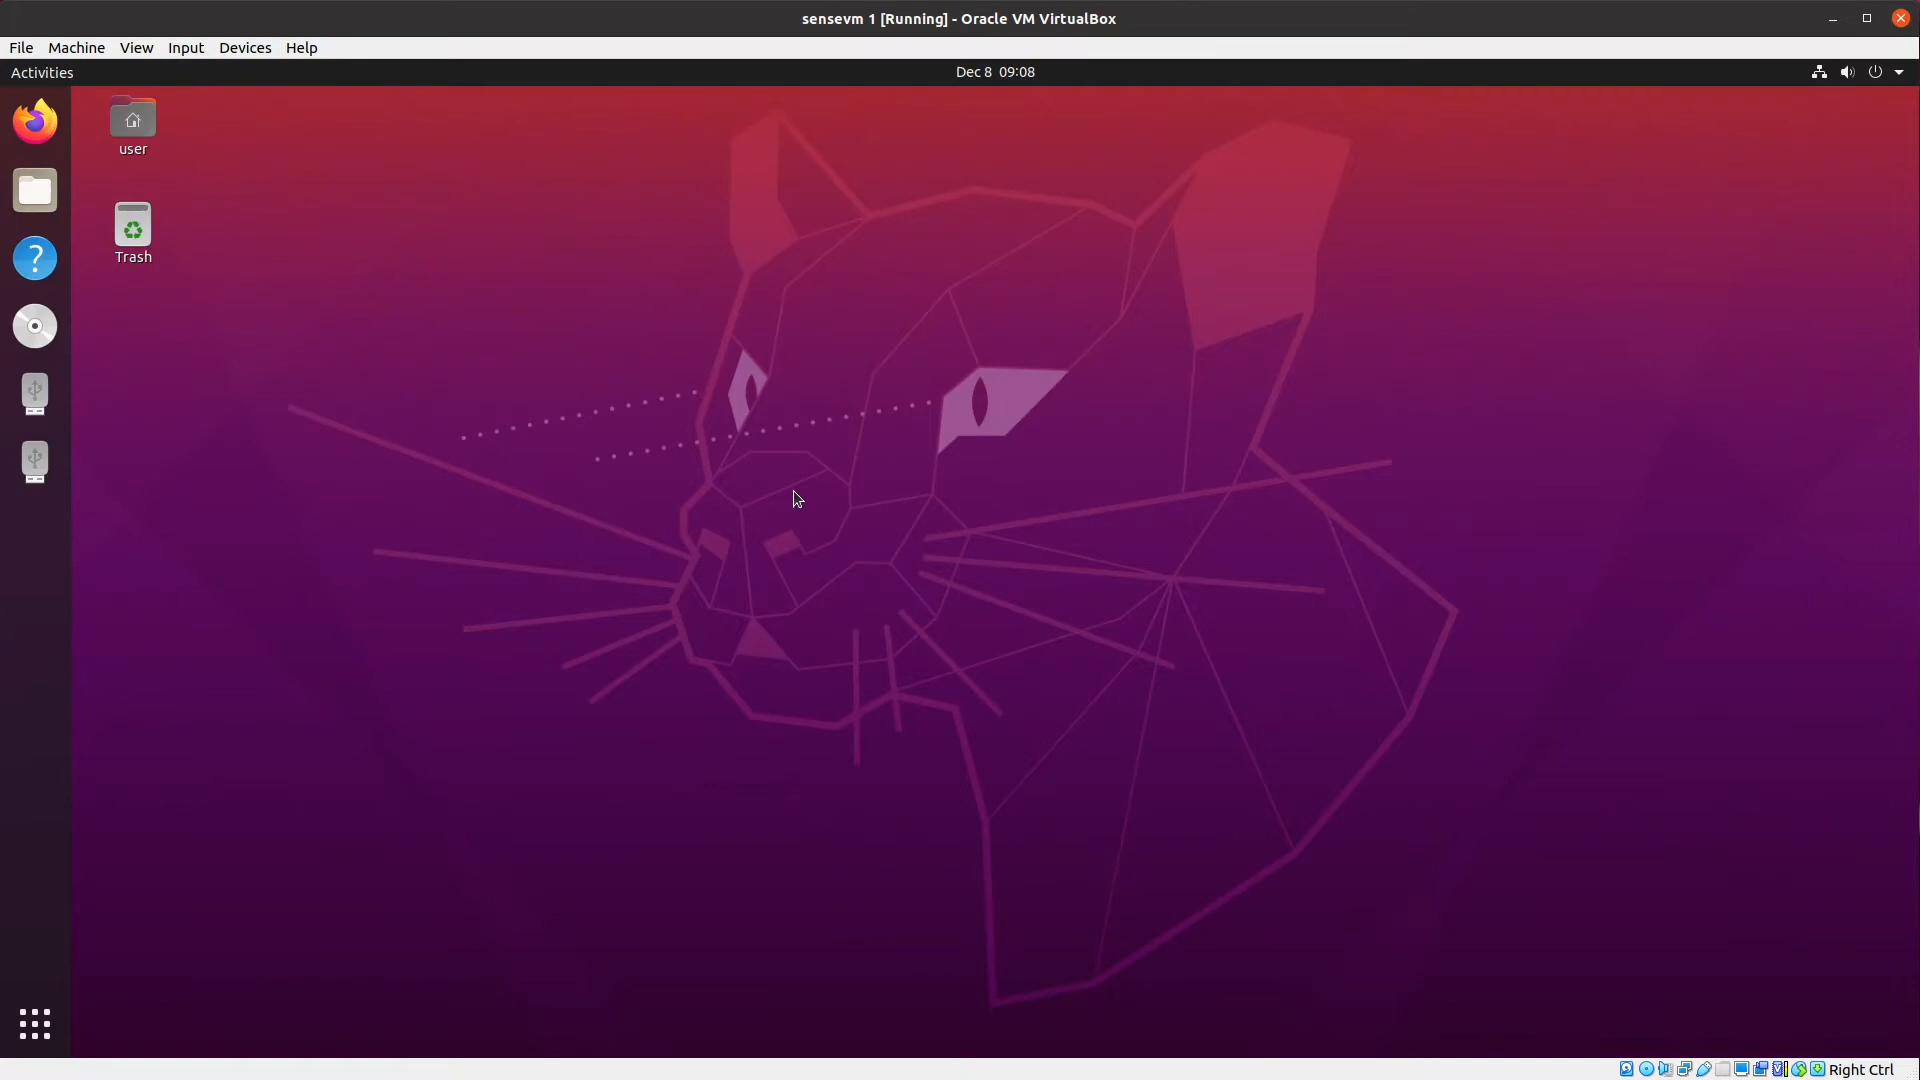 sensevm 1 [Running] - Oracle VM VirtualBox
File Machine View Input Devices Help
Activities
Dec 8 09:08
user
Trash
Right Ctrl